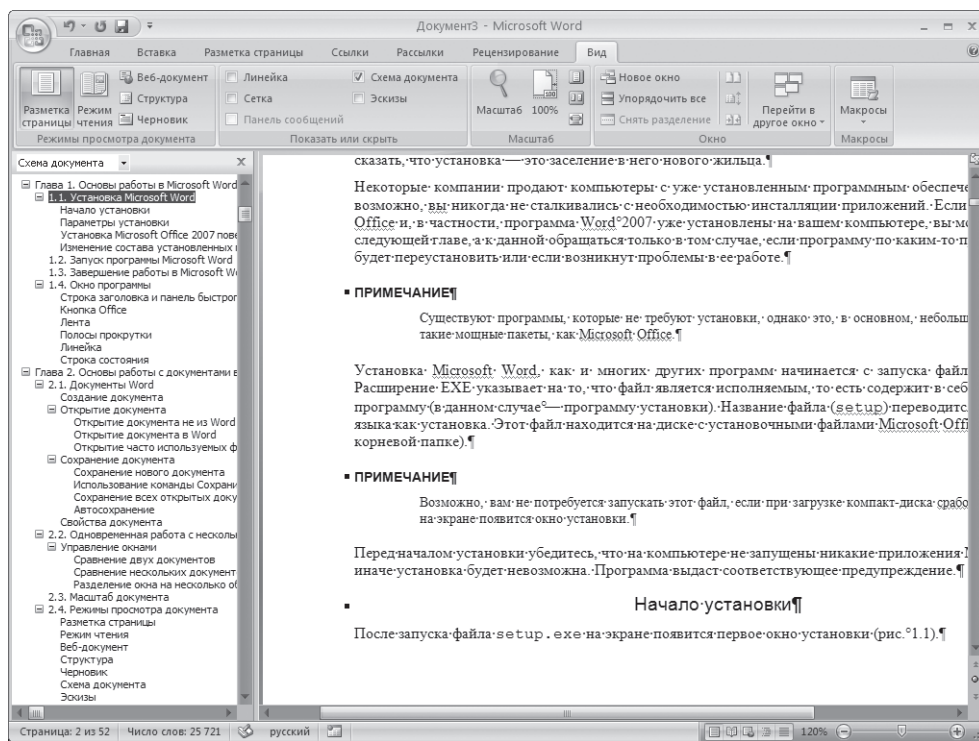 Документ3 - Microsoft Word
Главная Вставка Разметка страницы Ссылки Рассылки Рецензирование Вид
Разметка страницы
Режим чтения
Веб-документ
Структура
Черновик
Режимы просмотра документа
Линейка
Сетка
Панель сообщений
Схема документа
Эскизы
Показать или скрыть
Масштаб
100%
Масштаб
Новое окно
Упорядочить все
Снять разделение
Перейти в другое окно
Окно
Макросы
Макросы
Схема документа
Глава 1. Основы работы в Microsoft Word
1.1. Установка Microsoft Word
Начало установки
Параметры установки
Установка Microsoft Office 2007 пове
Изменение состава установленных
1.2. Запуск программы Microsoft Word
1.3. Завершение работы в Microsoft Wo
1.4. Окно программы
Строка заголовка и панель быстрог
Кнопка Office
Лента
Полосы прокрутки
Линейка
Строка состояния
Глава 2. Основы работы с документами в
2.1. Документы Word
Создание документа
Открытие документа
Открытие документа не из Word
Открытие документа в Word
Открытие часто используемых ф
Сохранение документа
Сохранение нового документа
Использование команды Сохрани
Сохранение всех открытых доку
Автосохранение
Свойства документа
2.2. Одновременная работа с несколь
Управление окнами
Сравнение двух документов
Сравнение нескольких документ
Разделение окна на несколько об
2.3. Масштаб документа
2.4. Режимы просмотра документа
Разметка страницы
Режим чтения
Веб-документ
Структура
Черновик
Схема документа
Эскизы
сказать, что установка — это заселение в него нового жильца.¶
Некоторые компании продают компьютеры с уже установленным программным обеспече
возможно, вы никогда не сталкивались с необходимостью инсталляции приложений. Если
Office и, в частности, программа Word°2007 уже установлены на вашем компьютере, вы мо
следующей главе, а к данной обращаться только в том случае, если программу по каким-то п
будет переустановить или если возникнут проблемы в ее работе.¶
ПРИМЕЧАНИЕ¶
Существуют программы, которые не требуют установки, однако это, в основном, небольш
такие мощные пакеты, как Microsoft Office.¶
Установка Microsoft Word, как и многих других программ начинается с запуска файл
Расширение EXE указывает на то, что файл является исполняемым, то есть содержит в себ
программу (в данном случае°— программу установки). Название файла (setup) переводитс
языка как установка. Этот файл находится на диске с установочными файлами Microsoft Offi
корневой папке).¶
ПРИМЕЧАНИЕ¶
Возможно, вам не потребуется запускать этот файл, если при загрузке компакт-диска срабо
на экране появится окно установки.¶
Перед началом установки убедитесь, что на компьютере не запущены никакие приложения M
иначе установка будет невозможна. Программа выдаст соответствующее предупреждение.¶
Начало установки¶
После запуска файла setup.exe на экране появится первое окно установки (рис.°1.1).¶
Страница: 2 из 52 Число слов: 25 721 русский 120%